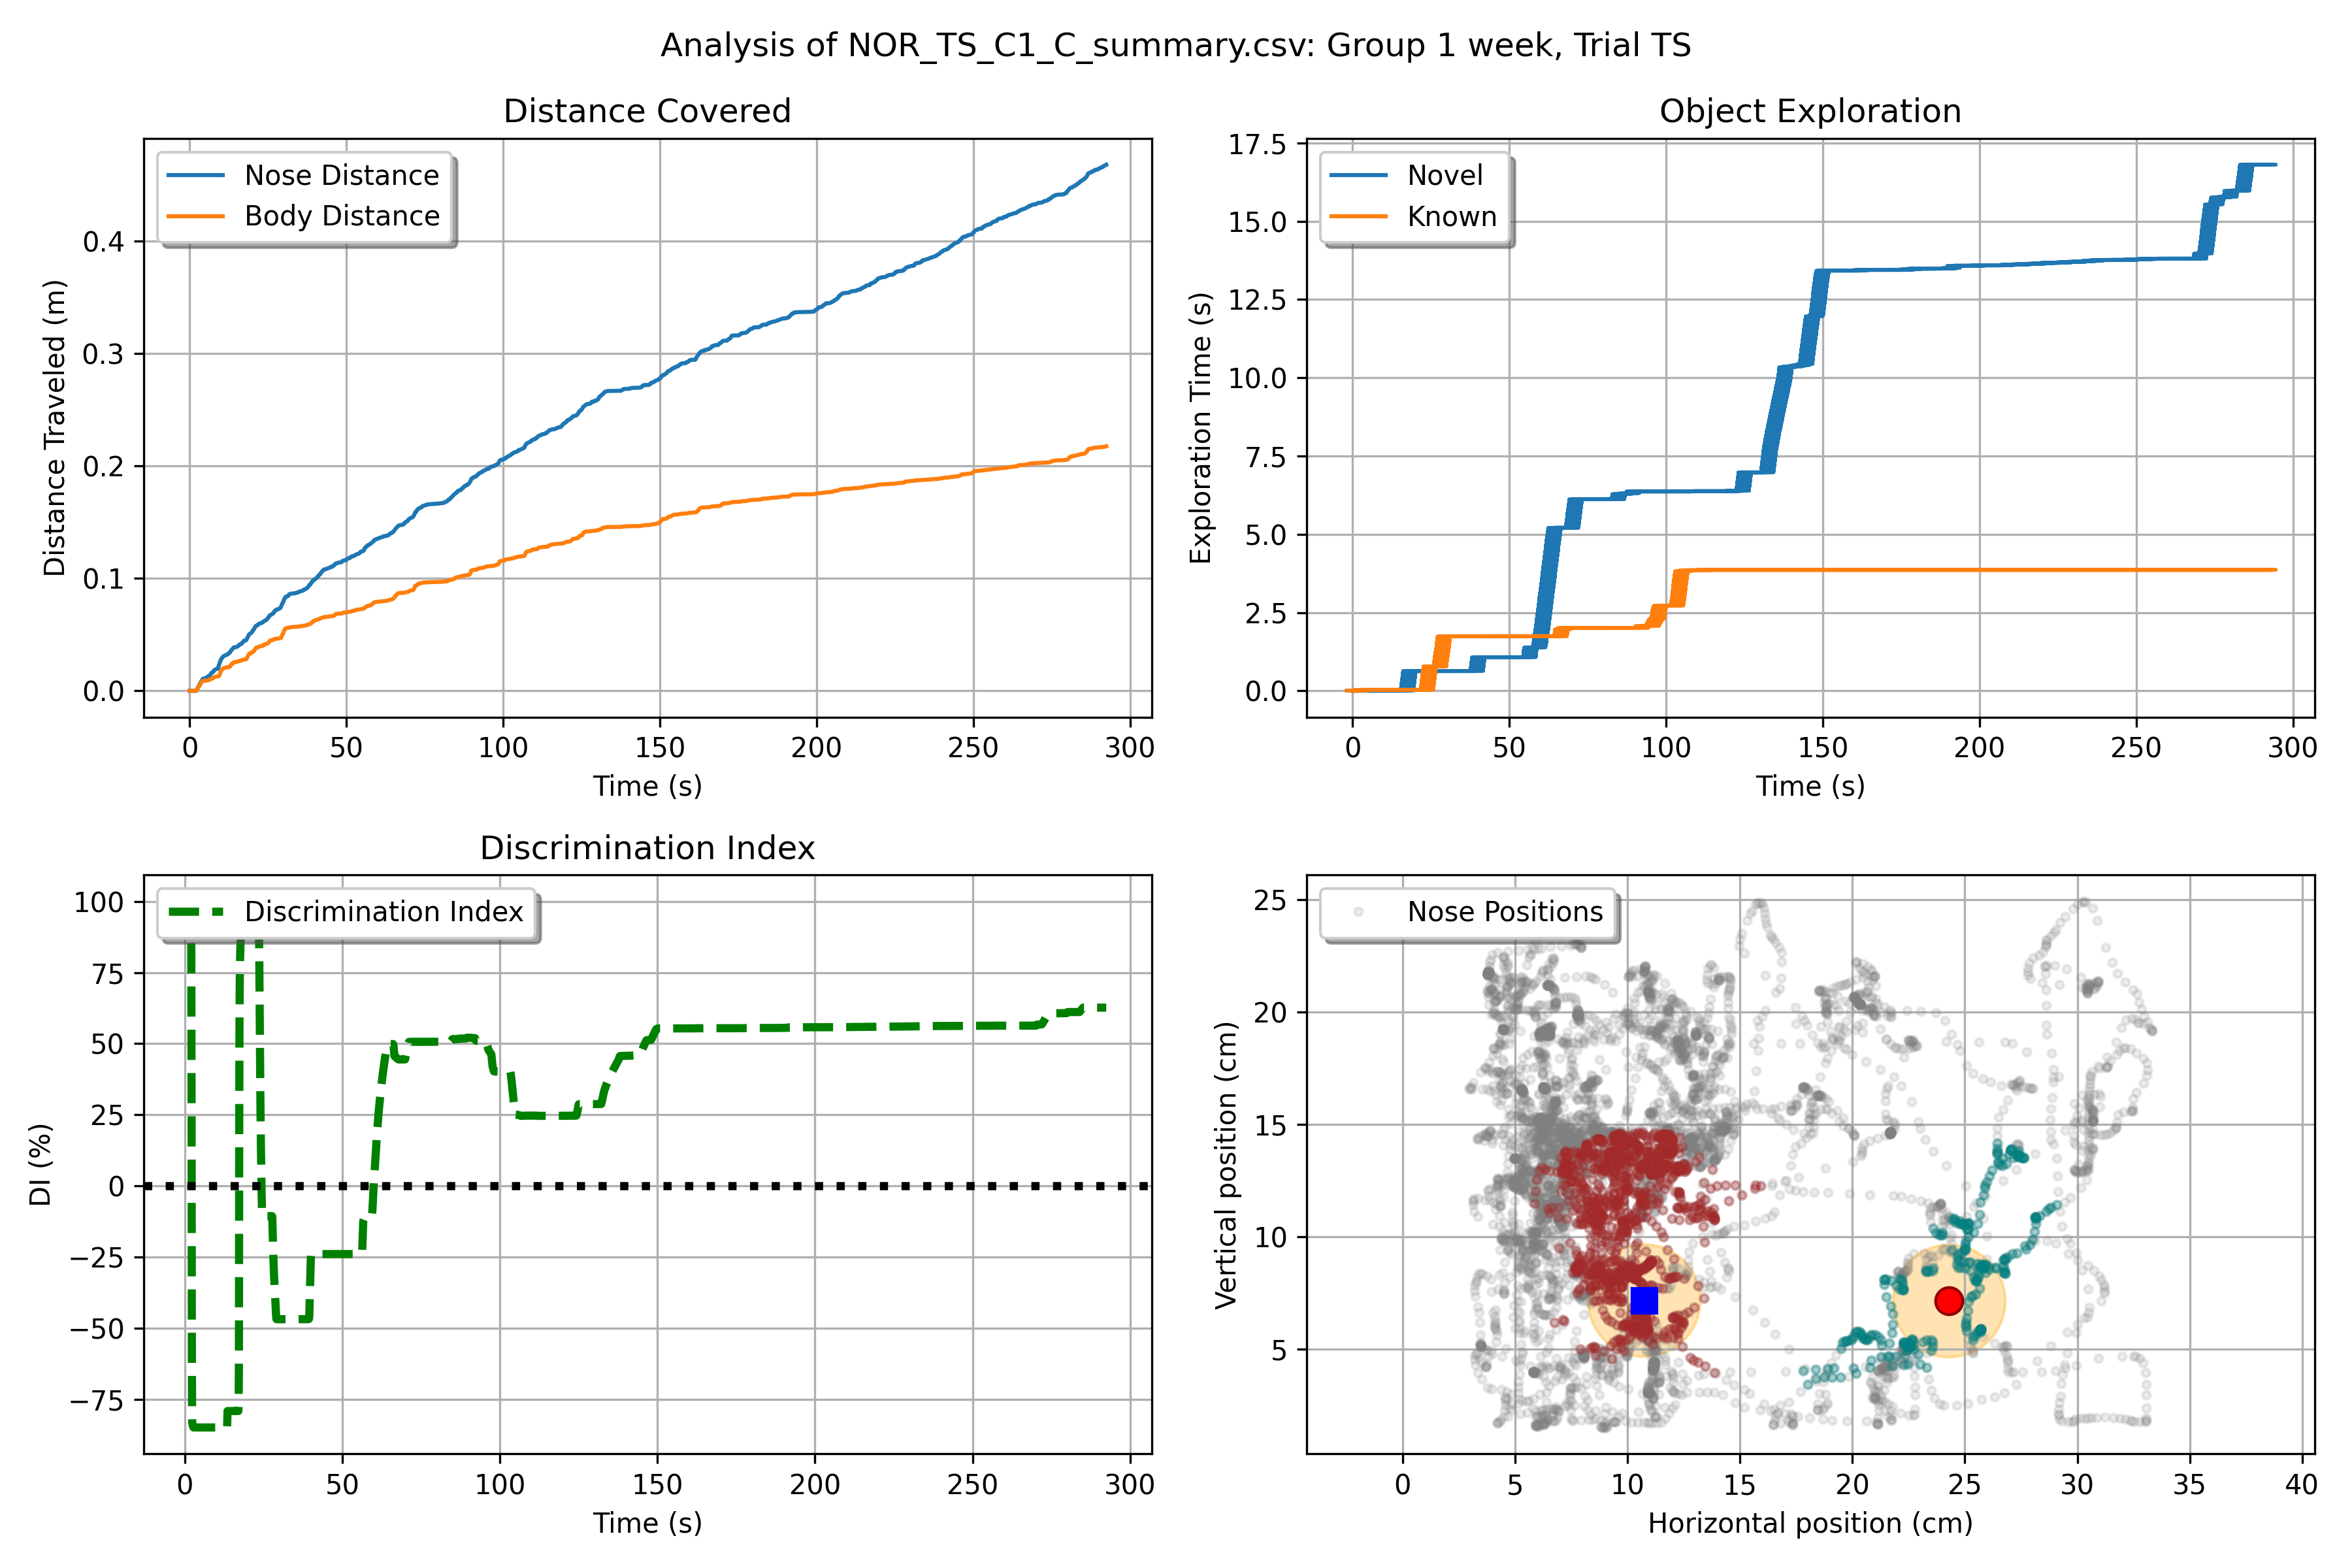 Analysis of NOR_TS_C1_C_summary.csv: Group 1 week, Trial TS
Distance Covered
Nose Distance
Body Distance
Distance Traveled (m)
0.4
0.3
0.2
0.1
0.0
0 50 100 150 200 250 300
Time (s)
Object Exploration
Novel
Known
Exploration Time (s)
17.5
15.0
12.5
10.0
7.5
5.0
2.5
0.0
0 50 100 150 200 250 300
Time (s)
Discrimination Index
Discrimination Index
DI (%)
100
75
50
25
0
−25
−50
−75
0 50 100 150 200 250 300
Time (s)
Nose Positions
Vertical position (cm)
25
20
15
10
5
0 5 10 15 20 25 30 35 40
Horizontal position (cm)